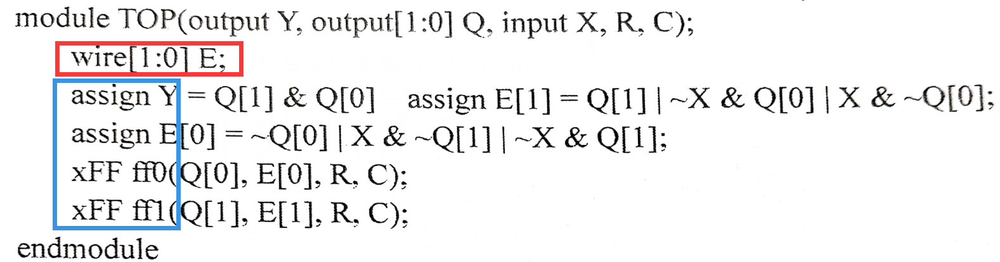 module TOP(output Y, output[1:0] Q, input X, R, C);
wire[1:0] E;
assign Y = Q[1] & Q[0] assign E[1] = Q[1] | ~X & Q[0] | X & ~Q[0];
assign E[0] = ~Q[0] | X & ~Q[1] | ~X & Q[1];
xFF ff0(Q[0], E[0], R, C);
xFF ff1(Q[1], E[1], R, C);
endmodule